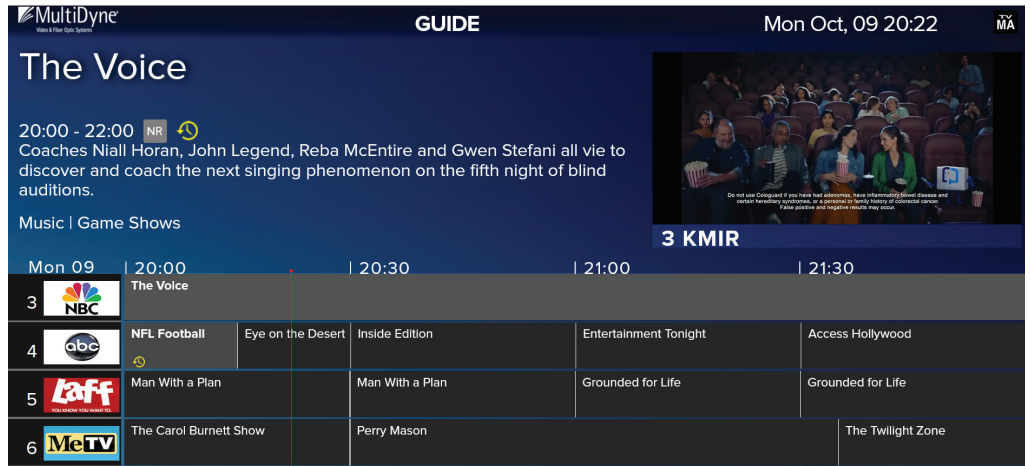 MultiDyne
Video & Fiber Optic Systems
GUIDE
Mon Oct, 09 20:22
TV
MA
The Voice
20:00 - 22:00 NR
Coaches Niall Horan, John Legend, Reba McEntire and Gwen Stefani all vie to
discover and coach the next singing phenomenon on the fifth night of blind
auditions.
Music | Game Shows
Do not use Cologuard if you have had adenomas, have inflammatory bowel disease and
certain hereditary syndromes, or a personal or family history of colorectal cancer.
False positive and negative results may occur.
3 KMIR
Mon 09 | 20:00 | 20:30 | 21:00 | 21:30
3 NBC The Voice
4 abc NFL Football Eye on the Desert Inside Edition Entertainment Tonight Access Hollywood
5 Laff Man With a Plan Man With a Plan Grounded for Life Grounded for Life
YOU KNOW YOU WANT TO.
6 MeTV The Carol Burnett Show Perry Mason The Twilight Zone